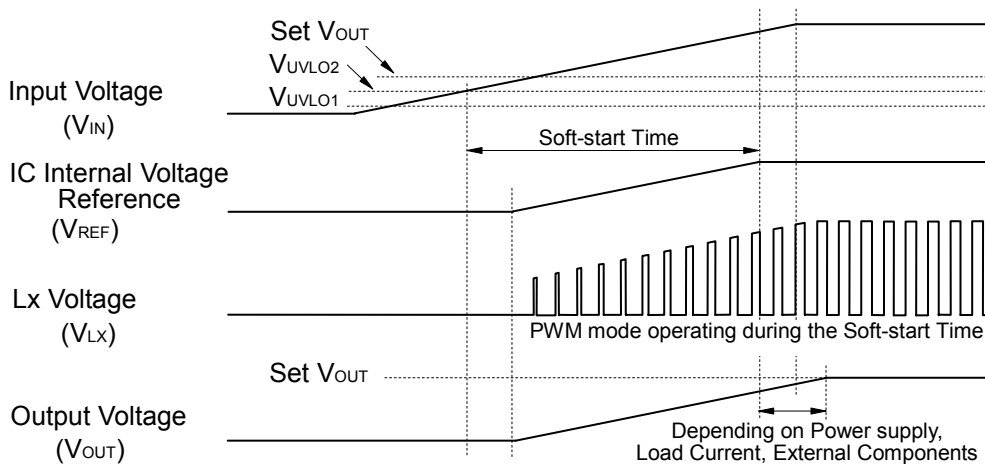 Set VOUT
VUVLO2
VUVLO1
Input Voltage
(VIN)
Soft-start Time
IC Internal Voltage
Reference
(VREF)
Lx Voltage
(VLX)
PWM mode operating during the Soft-start Time
Set VOUT
Output Voltage
(VOUT)
Depending on Power supply,
Load Current, External Components